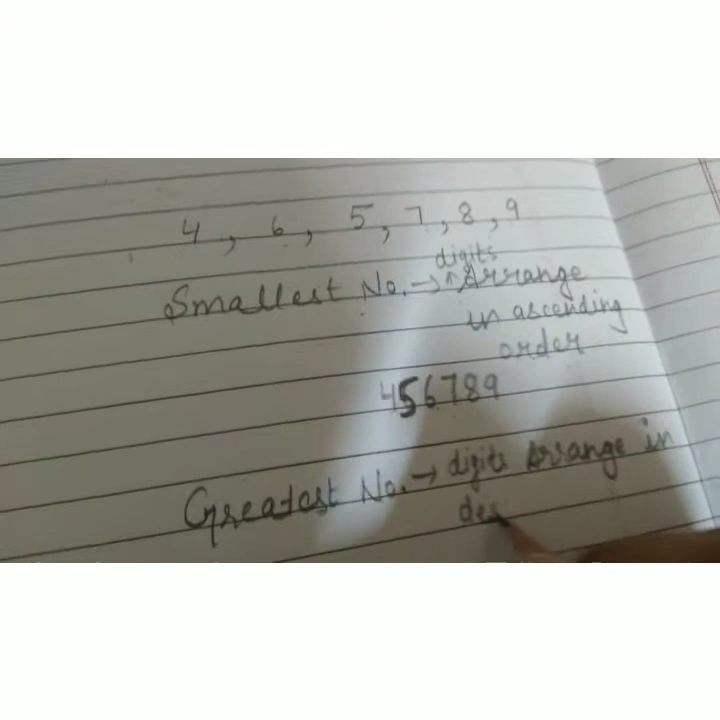 4, 6, 5, 7, 8, 9
digits
Smallest No. → ^ Arrange
in ascending
order
456789
Greatest No. → digits Arrange in
des